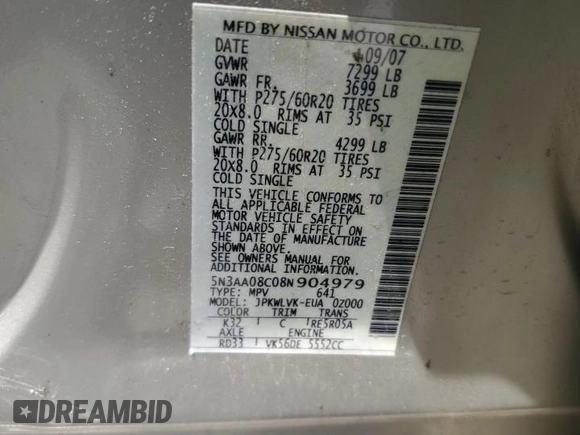 MFD BY NISSAN MOTOR CO., LTD.
DATE 09/07
GVWR 7299 LB
GAWR FR. 3699 LB
WITH P275/60R20 TIRES
20X8.0 RIMS AT 35 PSI
COLD SINGLE
GAWR RR. 4299 LB
WITH P275/60R20 TIRES
20X8.0 RIMS AT 35 PSI
COLD SINGLE
THIS VEHICLE CONFORMS TO
ALL APPLICABLE FEDERAL
MOTOR VEHICLE SAFETY
STANDARDS IN EFFECT ON
THE DATE OF MANUFACTURE
SHOWN ABOVE.
SEE OWNERS MANUAL FOR
ADDITIONAL INFORMATION
5N3AA08C08N904979
TYPE: MPV 641
MODEL: JPKWLVK-EUA 0Z000
COLOR TRIM TRANS
K32 C RE5R05A
AXLE ENGINE
RD33 VK56DE 5552CC
DREAMBID